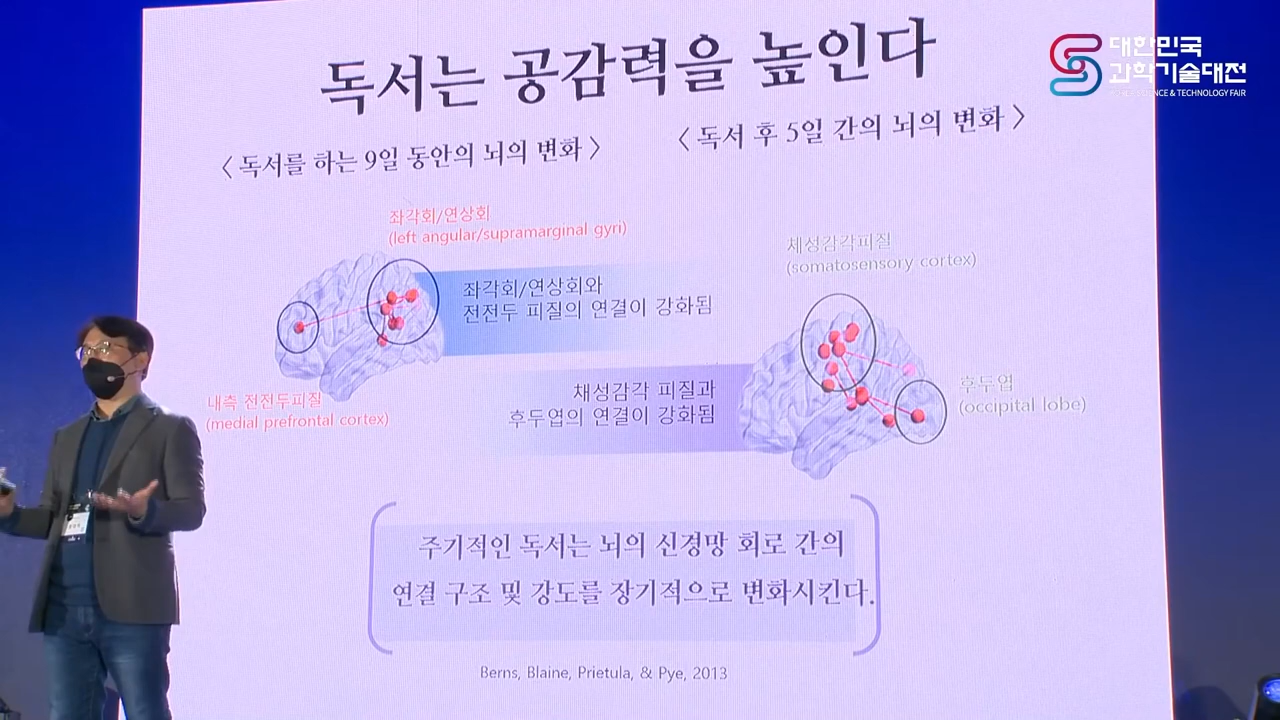 독서는 공감력을 높인다
대한민국
과학기술대전
KOREA SCIENCE & TECHNOLOGY FAIR
〈 독서를 하는 9일 동안의 뇌의 변화 〉
〈 독서 후 5일 간의 뇌의 변화 〉
좌각회/연상회
(left angular/supramarginal gyri)
좌각회/연상회와
전전두 피질의 연결이 강화됨
내측 전전두피질
(medial prefrontal cortex)
체성감각피질
(somatosensory cortex)
채성감각 피질과
후두엽의 연결이 강화됨
후두엽
(occipital lobe)
주기적인 독서는 뇌의 신경망 회로 간의
연결 구조 및 강도를 장기적으로 변화시킨다.
Berns, Blaine, Prietula, & Pye, 2013